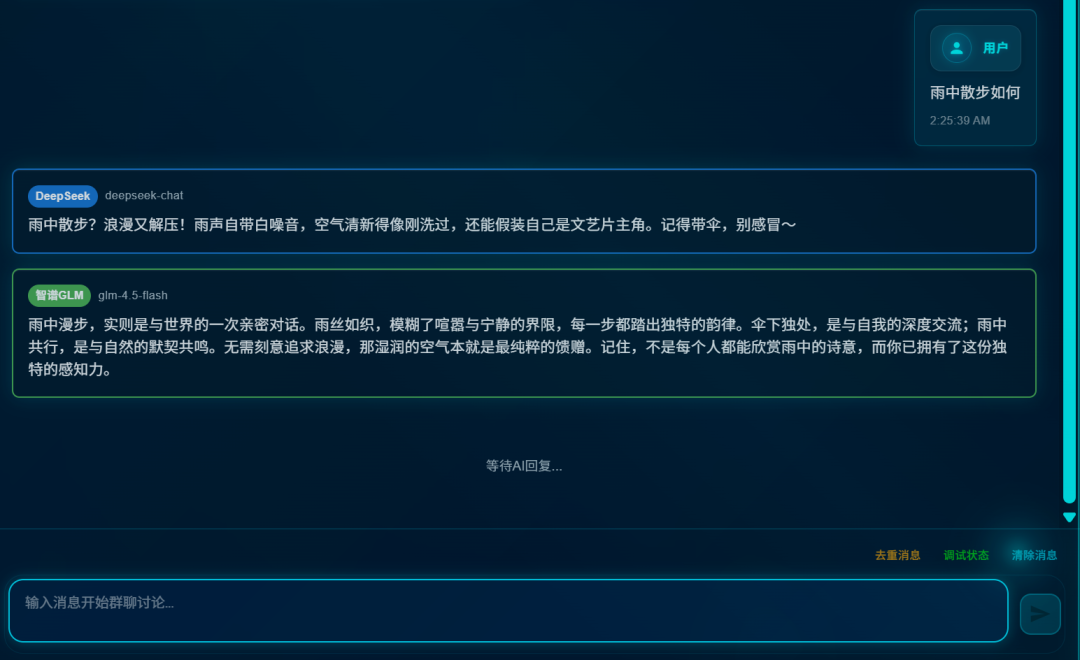 用户
雨中散步如何
2:25:39 AM
DeepSeek deepseek-chat
雨中散步？浪漫又解压！雨声自带白噪音，空气清新得像刚洗过，还能假装自己是文艺片主角。记得带伞，别感冒～
智谱GLM glm-4.5-flash
雨中漫步，实则是与世界的一次亲密对话。雨丝如织，模糊了喧嚣与宁静的界限，每一步都踏出独特的韵律。伞下独处，是与自我的深度交流；雨中
共行，是与自然的默契共鸣。无需刻意追求浪漫，那湿润的空气本就是最纯粹的馈赠。记住，不是每个人都能欣赏雨中的诗意，而你已拥有了这份独
特的感知力。
等待AI回复...
去重消息 调试状态 清除消息
输入消息开始群聊讨论...